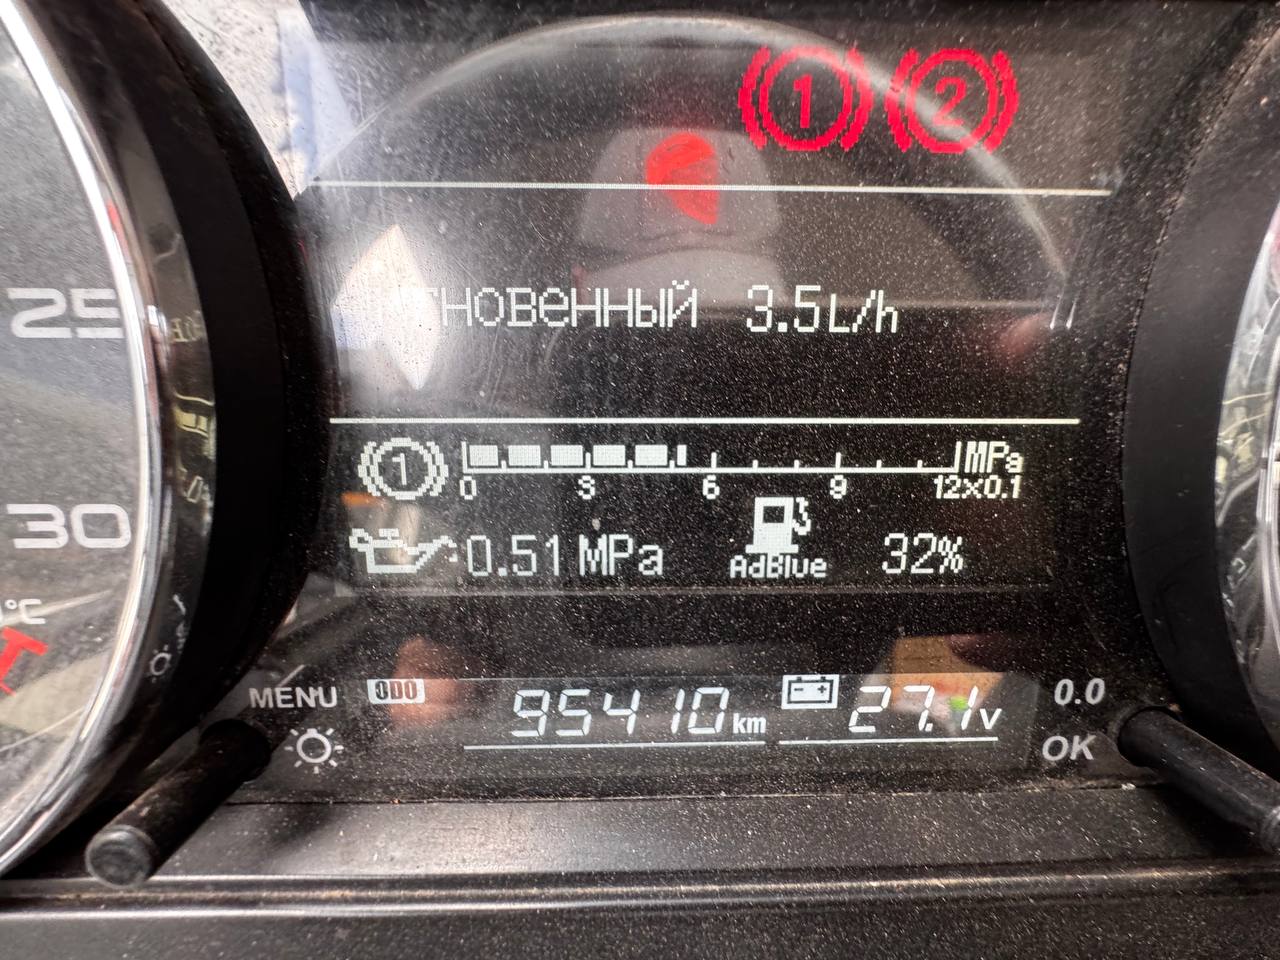 1 2
25
мгновенный 3.5L/h
1 MPa
0 3 6 9 12x0.1
30
0.51 MPa AdBlue 32%
°C
MENU ODO 95410 km 27.1 V 0.0
OK